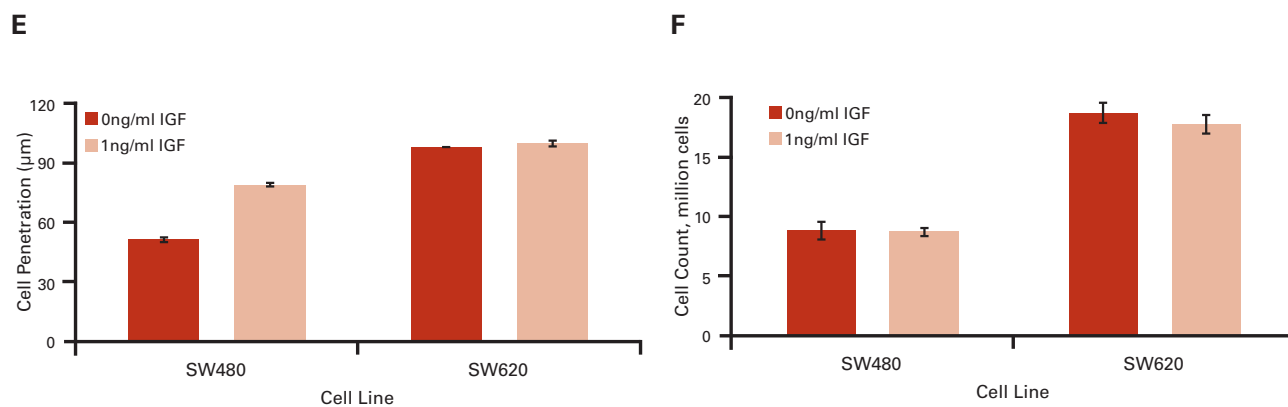 E
F
120
90
60
30
0
Cell Penetration (µm)
0ng/ml IGF
1ng/ml IGF
SW480
SW620
Cell Line
20
15
10
5
0
Cell Count, million cells
0ng/ml IGF
1ng/ml IGF
SW480
SW620
Cell Line